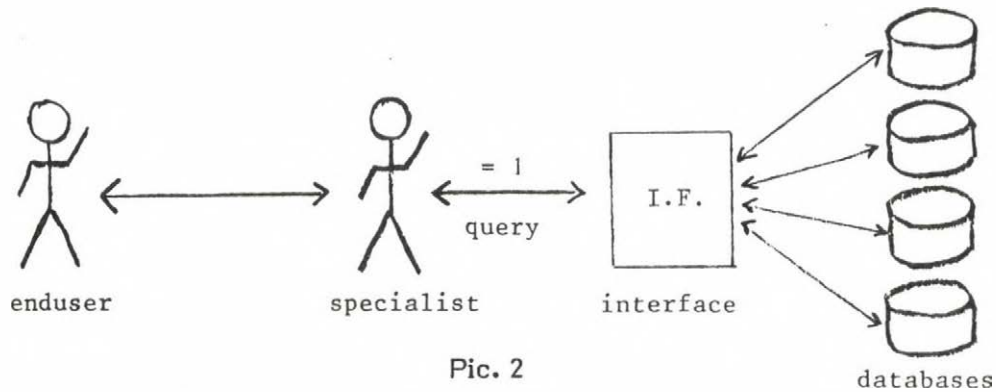 = 1
I.F.
query
enduser
specialist
interface
Pic. 2
databases